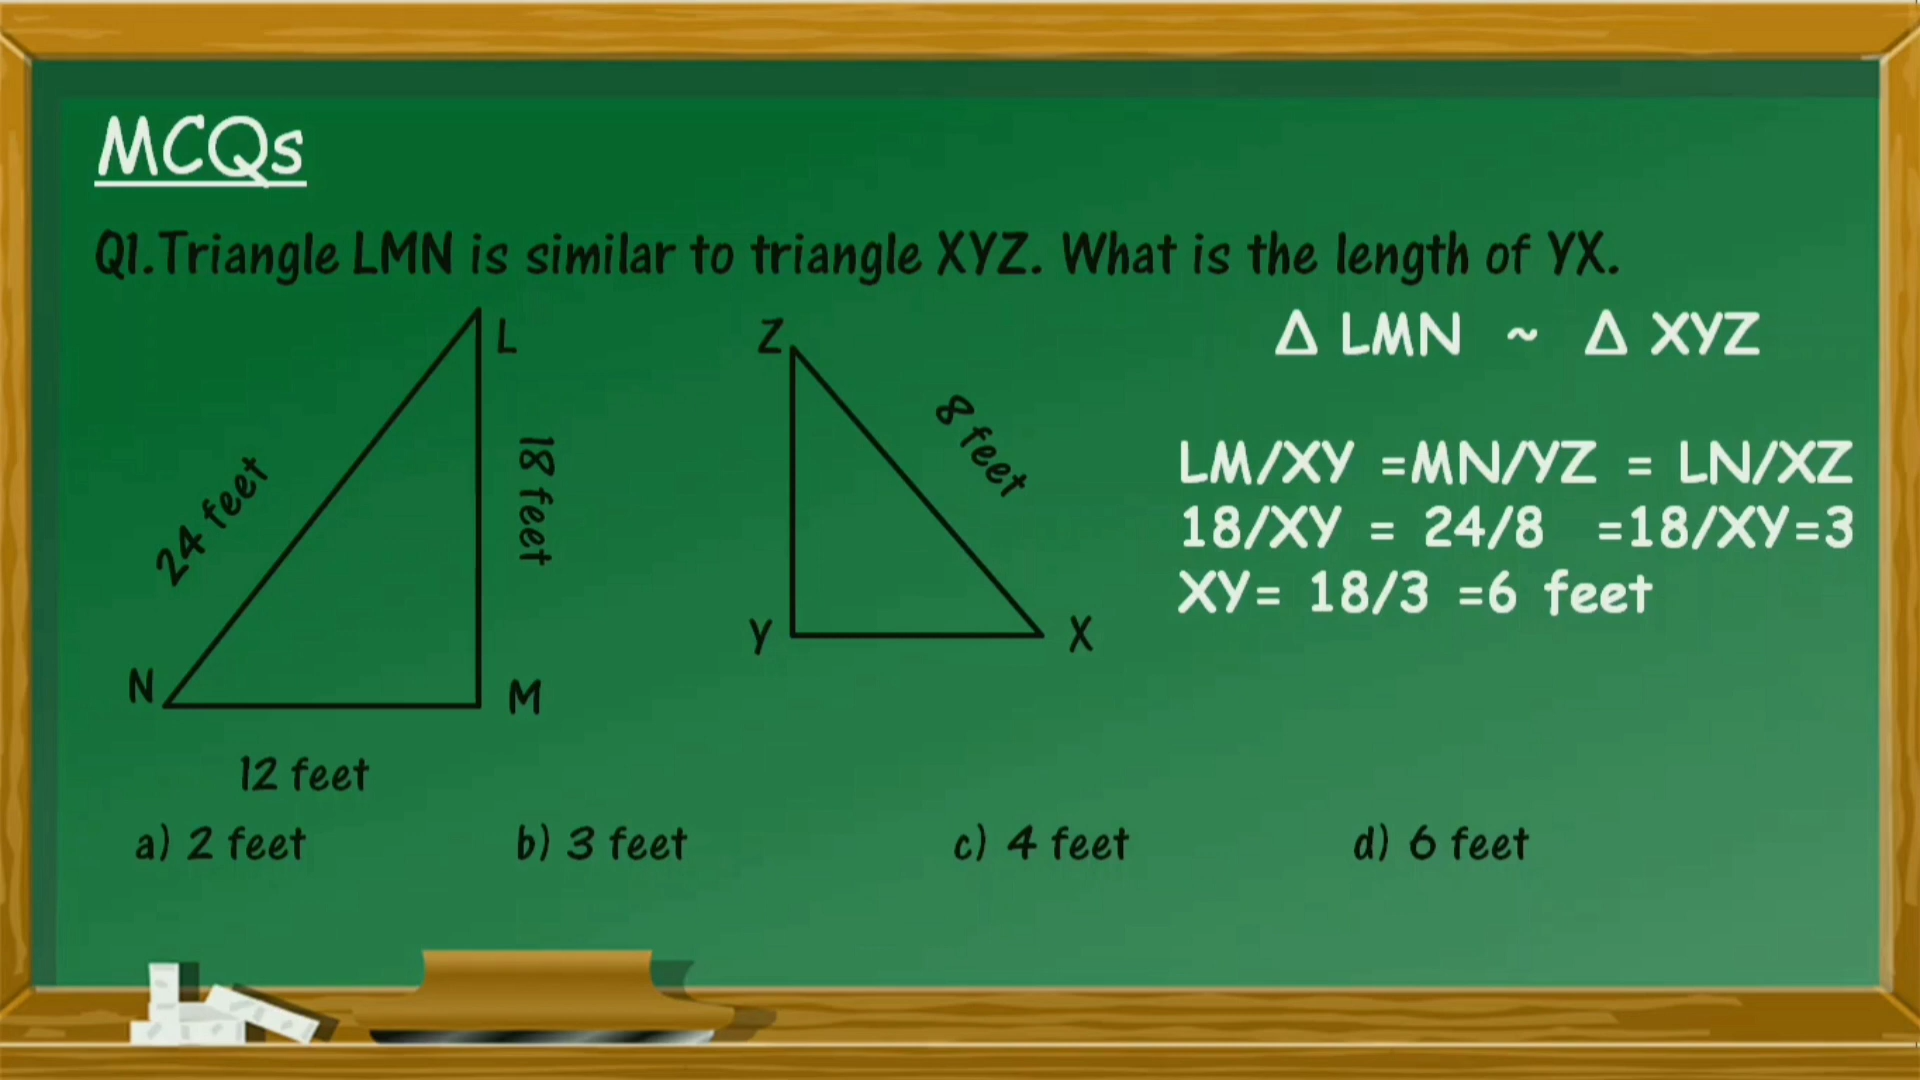 MCQs
Q1.Triangle LMN is similar to triangle XYZ. What is the length of YX.
L
Z
Δ LMN ~ Δ XYZ
24 feet
18 feet
8 feet
LM/XY =MN/YZ = LN/XZ
18/XY = 24/8 =18/XY=3
XY= 18/3 =6 feet
Y
X
N
M
12 feet
a) 2 feet b) 3 feet c) 4 feet d) 6 feet